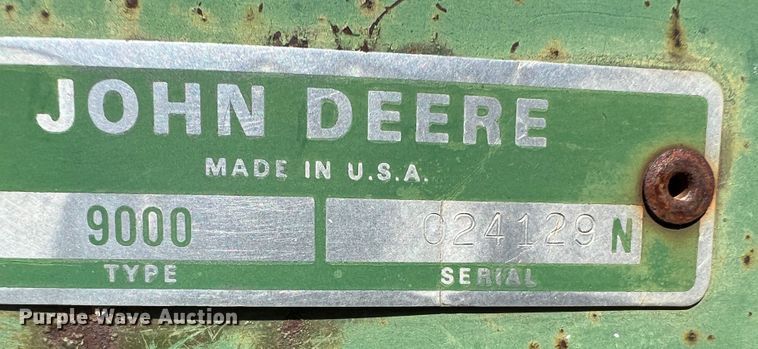 JOHN DEERE
MADE IN U.S.A.
9000 024129 N
TYPE SERIAL
Purple Wave Auction